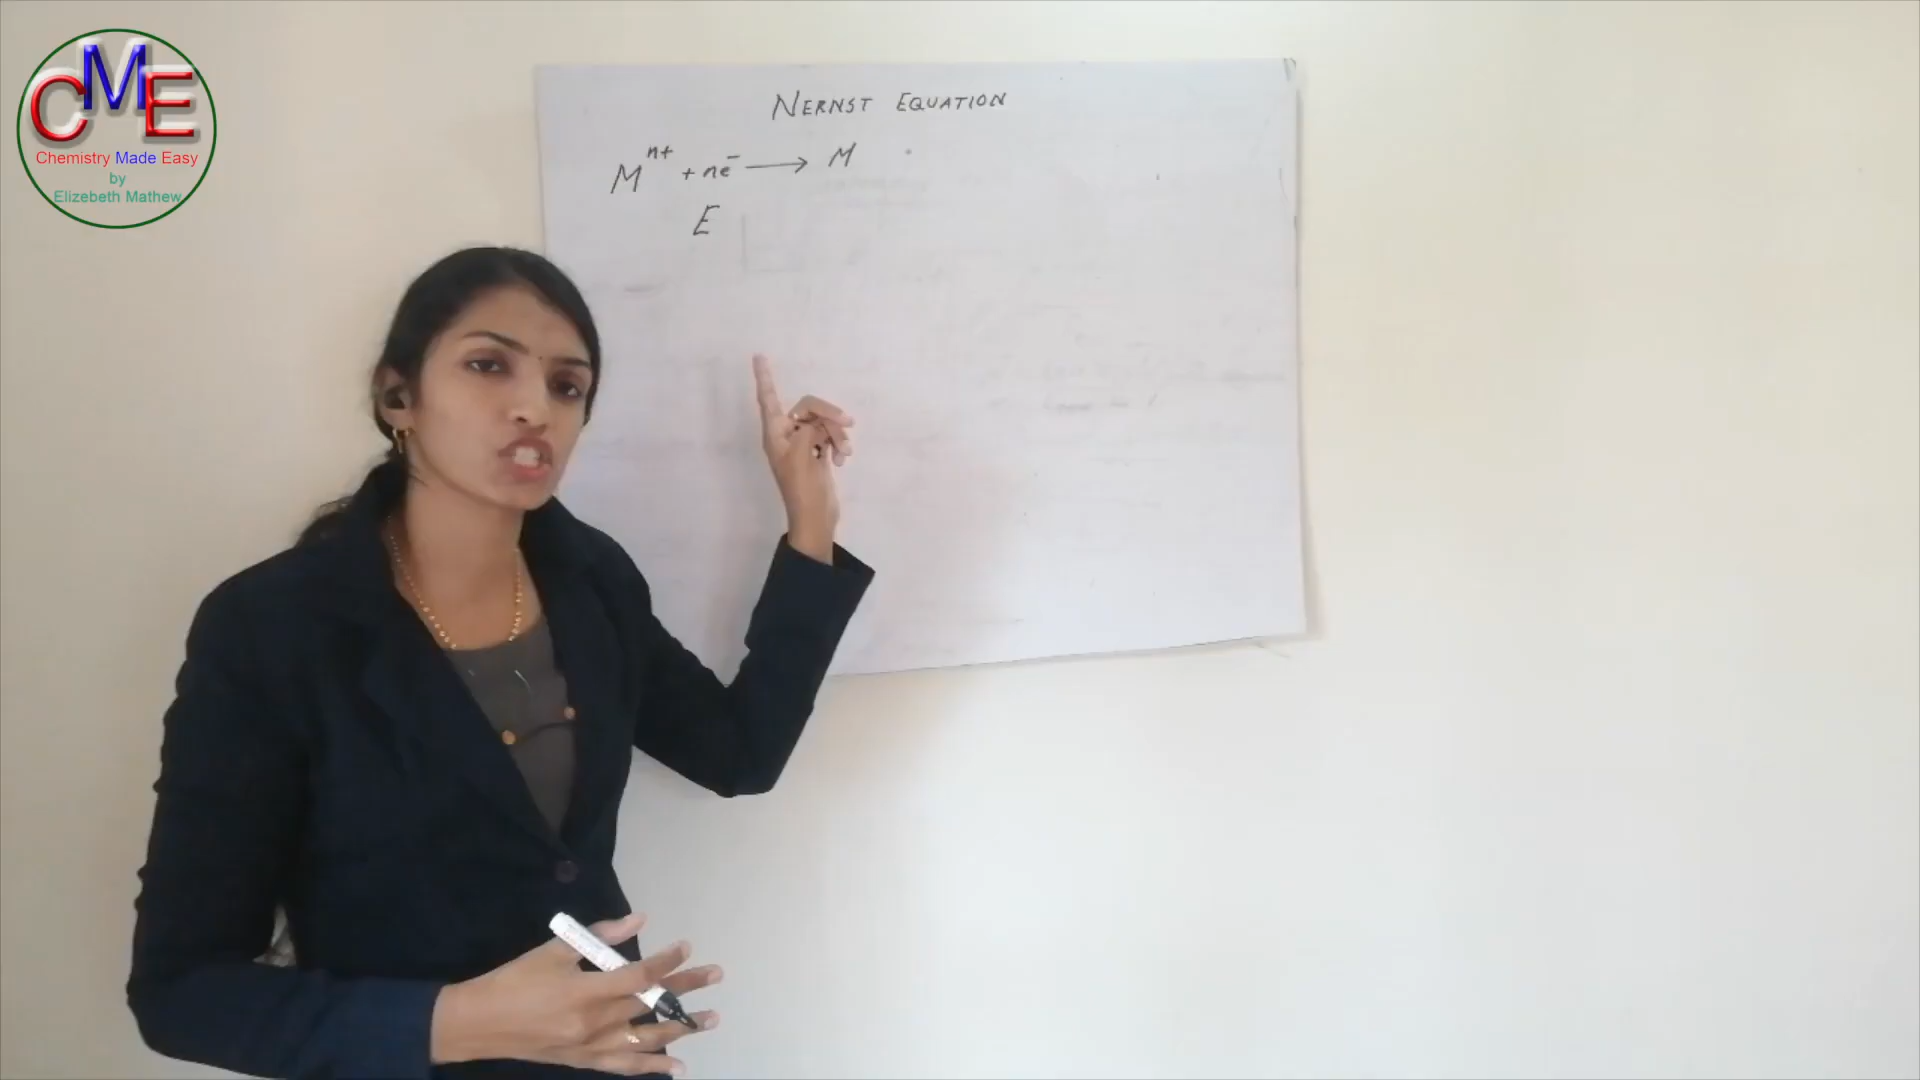 CME
Chemistry Made Easy
by
Elizebeth Mathew
NERNST EQUATION
Mⁿ⁺ + ne⁻ ⟶ M
E